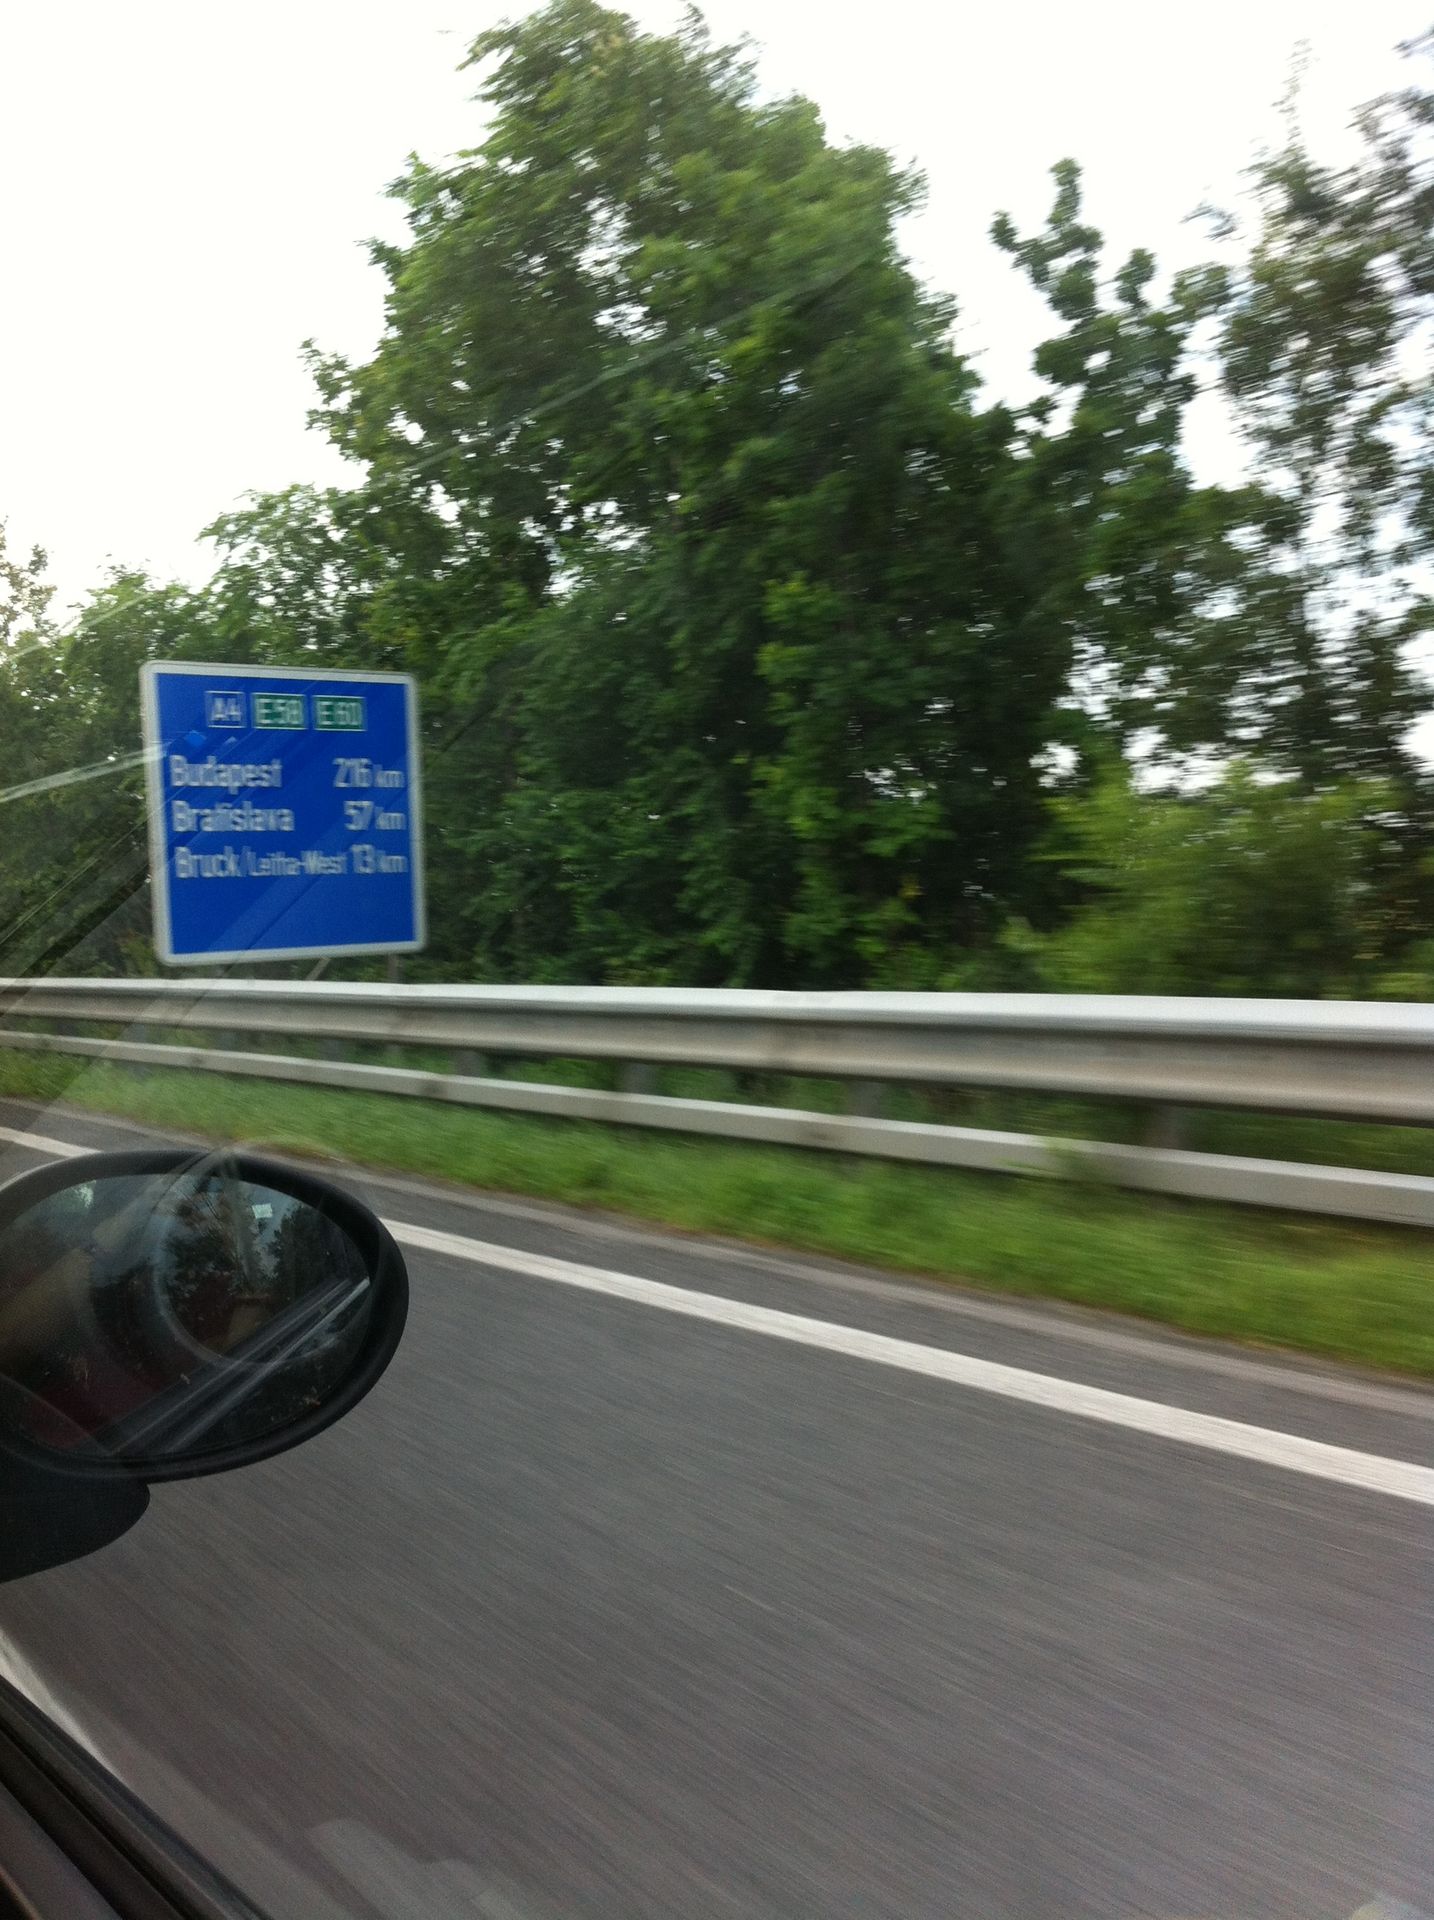 A4 E58 E60
Budapest 216 km
Bratislava 57 km
Bruck/Leitha-West 13 km